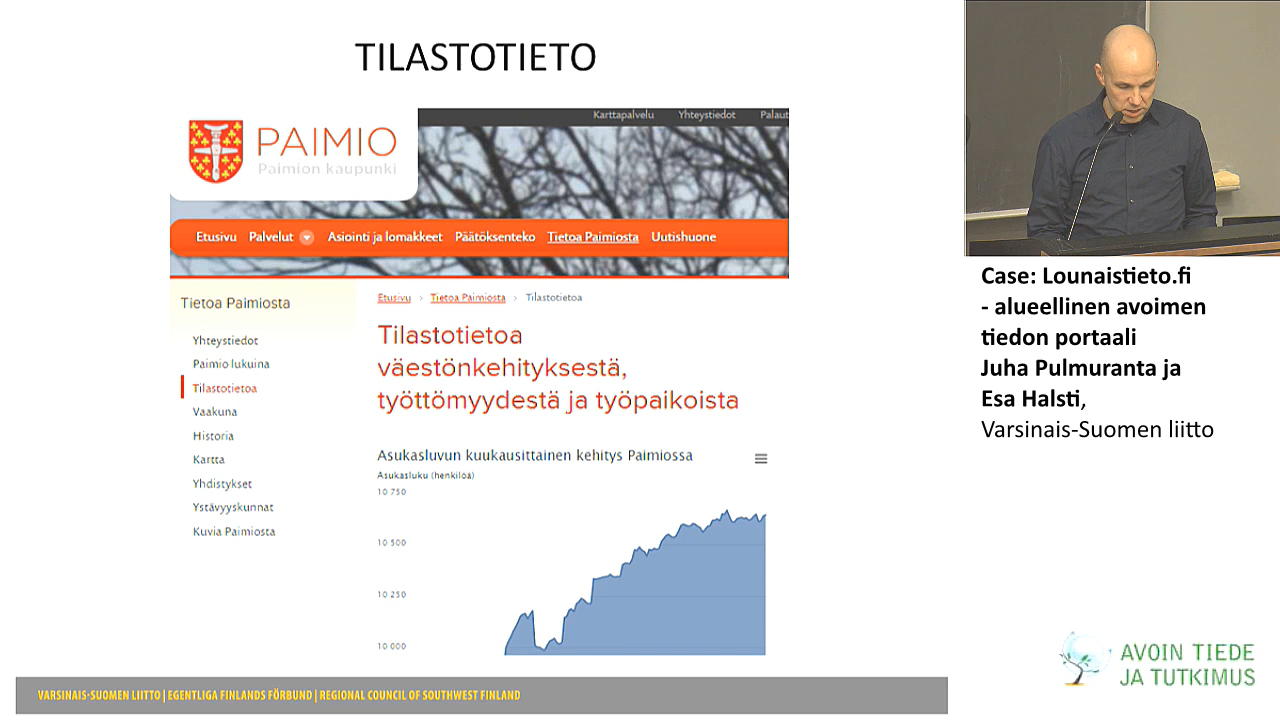 TILASTOTIETO
Karttapalvelu Yhteystiedot Palaut
PAIMIO
Paimion kaupunki
Etusivu Palvelut Asiointi ja lomakkeet Päätöksenteko Tietoa Paimiosta Uutishuone
Tietoa Paimiosta
Yhteystiedot
Paimio lukuina
Tilastotietoa
Vaakuna
Historia
Kartta
Yhdistykset
Ystävyyskunnat
Kuvia Paimiosta
Etusivu › Tietoa Paimiosta › Tilastotietoa
Tilastotietoa
väestönkehityksestä,
työttömyydestä ja työpaikoista
Asukasluvun kuukausittainen kehitys Paimiossa
Asukasluku (henkilöä)
10 750
10 500
10 250
10 000
VARSINAIS-SUOMEN LIITTO | EGENTLIGA FINLANDS FÖRBUND | REGIONAL COUNCIL OF SOUTHWEST FINLAND
Case: Lounaistieto.fi
- alueellinen avoimen
tiedon portaali
Juha Pulmuranta ja
Esa Halsti,
Varsinais-Suomen liitto
AVOIN TIEDE
JA TUTKIMUS